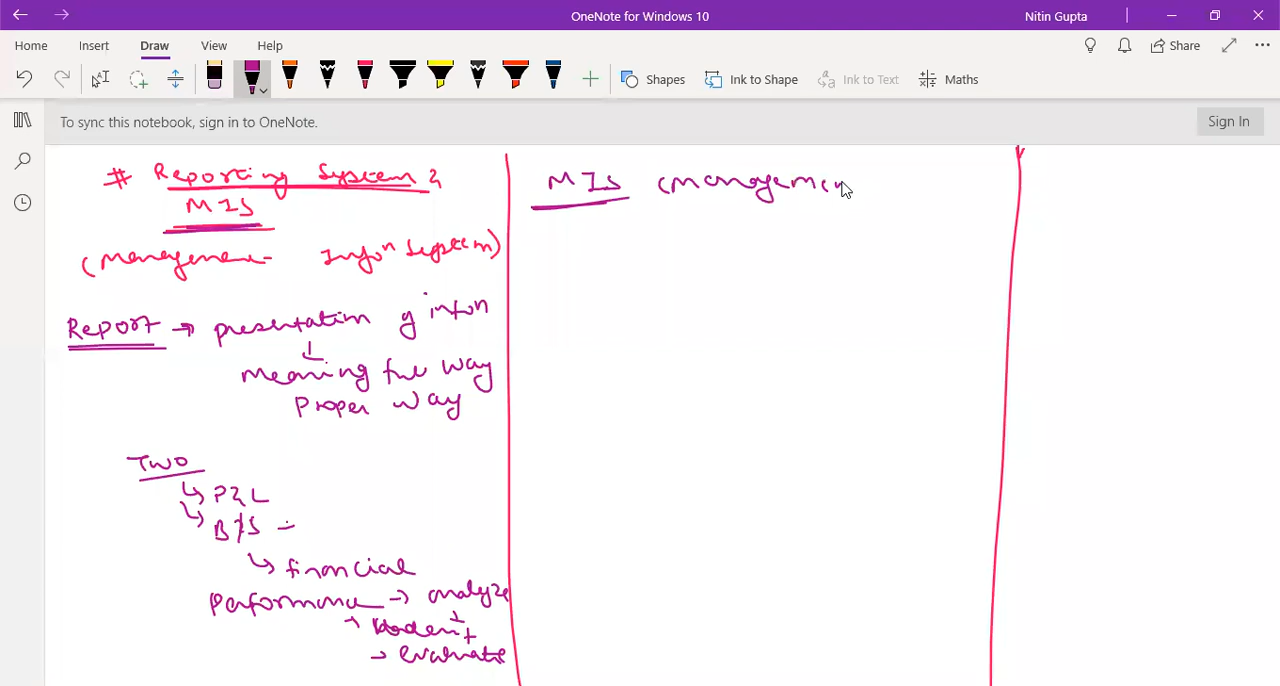 OneNote for Windows 10
Nitin Gupta
Home Insert Draw View Help
Share
Shapes Ink to Shape Ink to Text Maths
To sync this notebook, sign in to OneNote.
Sign In
# Reporting System &
MIS
(Management Infon System)
Report → presentation of infon
↓
meaning ful way
Proper way
Two
↳ P&L
↳ B/S -
↳ financial
Performance → analyze
→ evaluate
MIS (Managemen